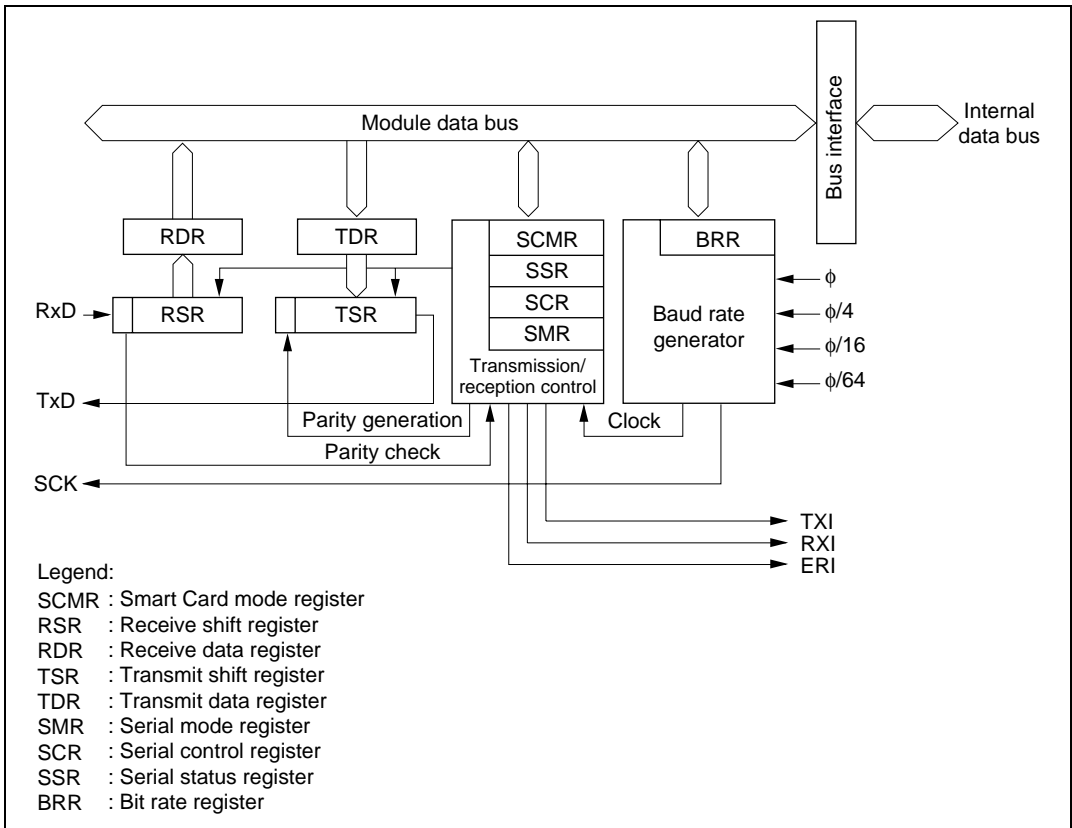 Module data bus
Bus interface
Internal
data bus
RDR
TDR
SCMR
SSR
SCR
SMR
Transmission/
reception control
BRR
Baud rate
generator
ϕ
ϕ/4
ϕ/16
ϕ/64
RxD
RSR
TSR
TxD
Parity generation
Parity check
Clock
SCK
TXI
RXI
ERI
Legend:
SCMR : Smart Card mode register
RSR : Receive shift register
RDR : Receive data register
TSR : Transmit shift register
TDR : Transmit data register
SMR : Serial mode register
SCR : Serial control register
SSR : Serial status register
BRR : Bit rate register